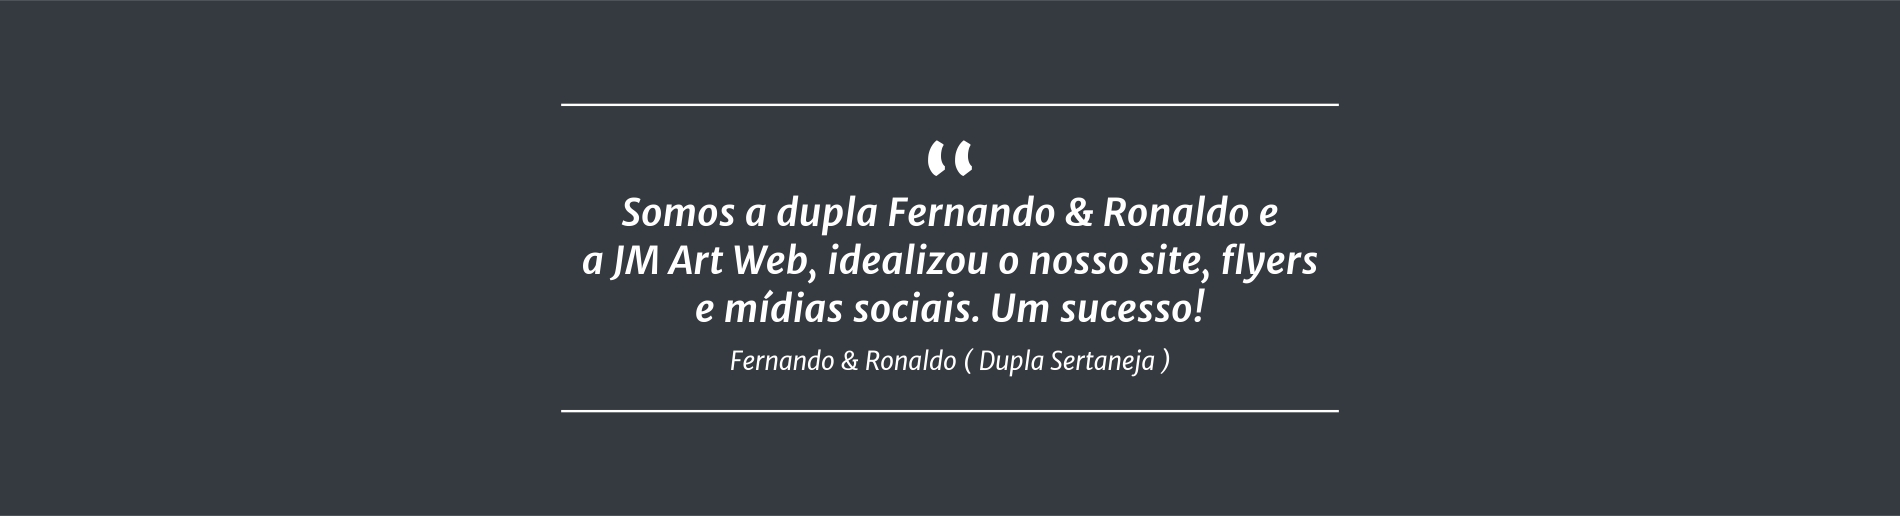 “
Somos a dupla Fernando & Ronaldo e
a JM Art Web, idealizou o nosso site, flyers
e mídias sociais. Um sucesso!
Fernando & Ronaldo ( Dupla Sertaneja )